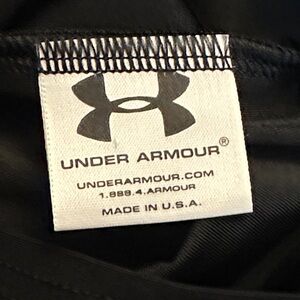 UNDER ARMOUR®
UNDERARMOUR.COM
1.888.4.ARMOUR
MADE IN U.S.A.